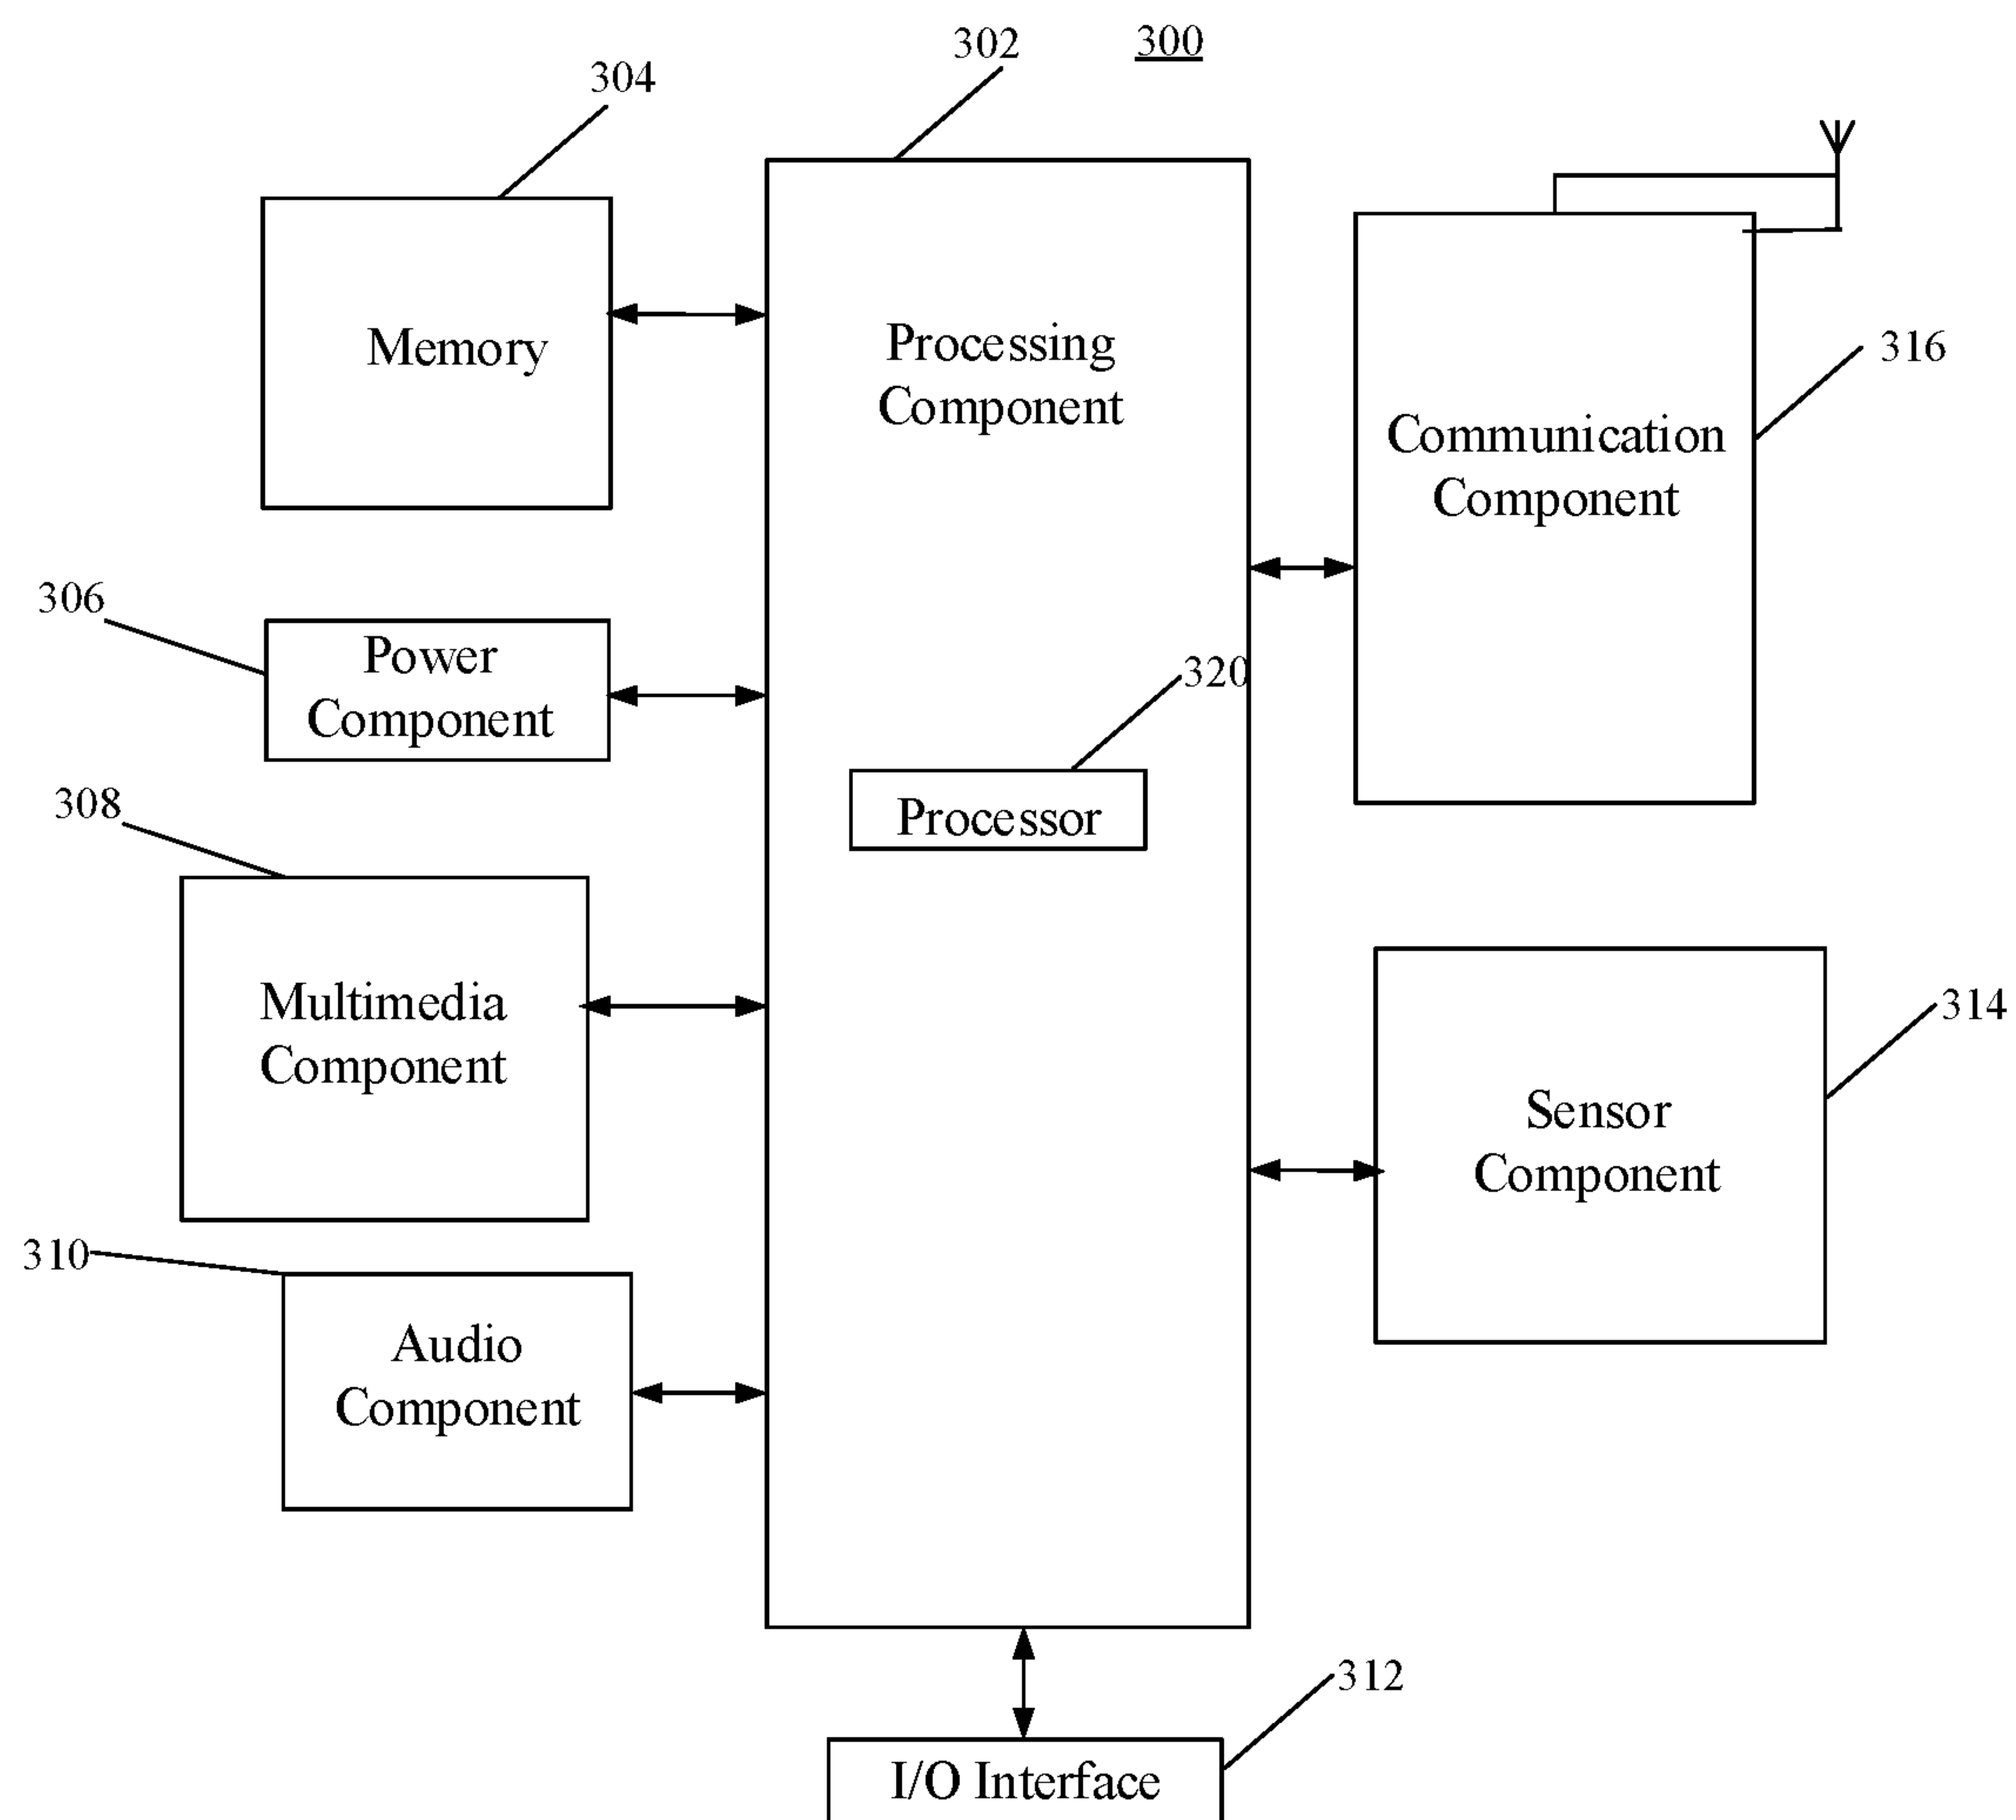 300
302
304
Memory
Processing
Component
Communication
Component
316
306
Power
Component
320
Processor
308
Multimedia
Component
314
Sensor
Component
310
Audio
Component
312
I/O Interface